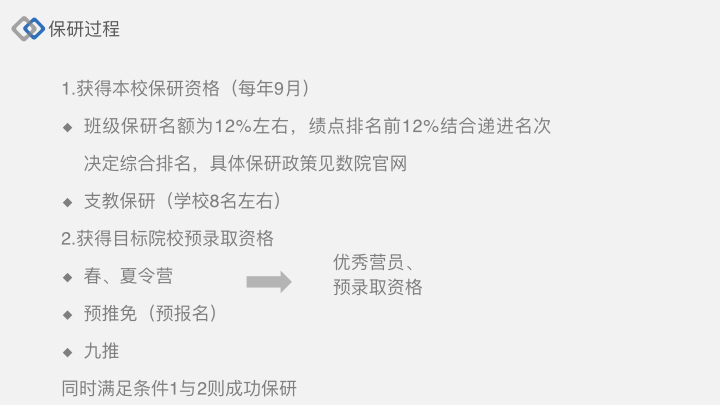 保研过程
1.获得本校保研资格（每年9月）
◆ 班级保研名额为12%左右，绩点排名前12%结合递进名次
决定综合排名，具体保研政策见数院官网
◆ 支教保研（学校8名左右）
2.获得目标院校预录取资格
◆ 春、夏令营
优秀营员、
预录取资格
◆ 预推免（预报名）
◆ 九推
同时满足条件1与2则成功保研